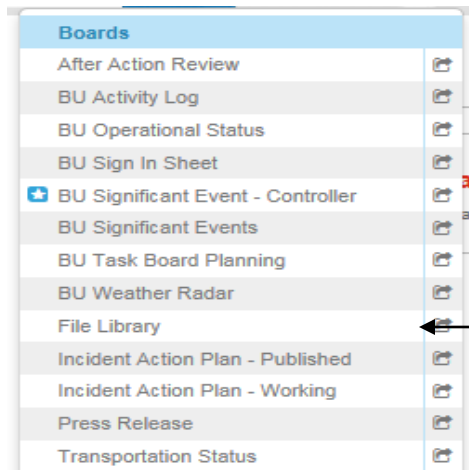 Boards
After Action Review
BU Activity Log
BU Operational Status
BU Sign In Sheet
BU Significant Event - Controller
BU Significant Events
BU Task Board Planning
BU Weather Radar
File Library
Incident Action Plan - Published
Incident Action Plan - Working
Press Release
Transportation Status